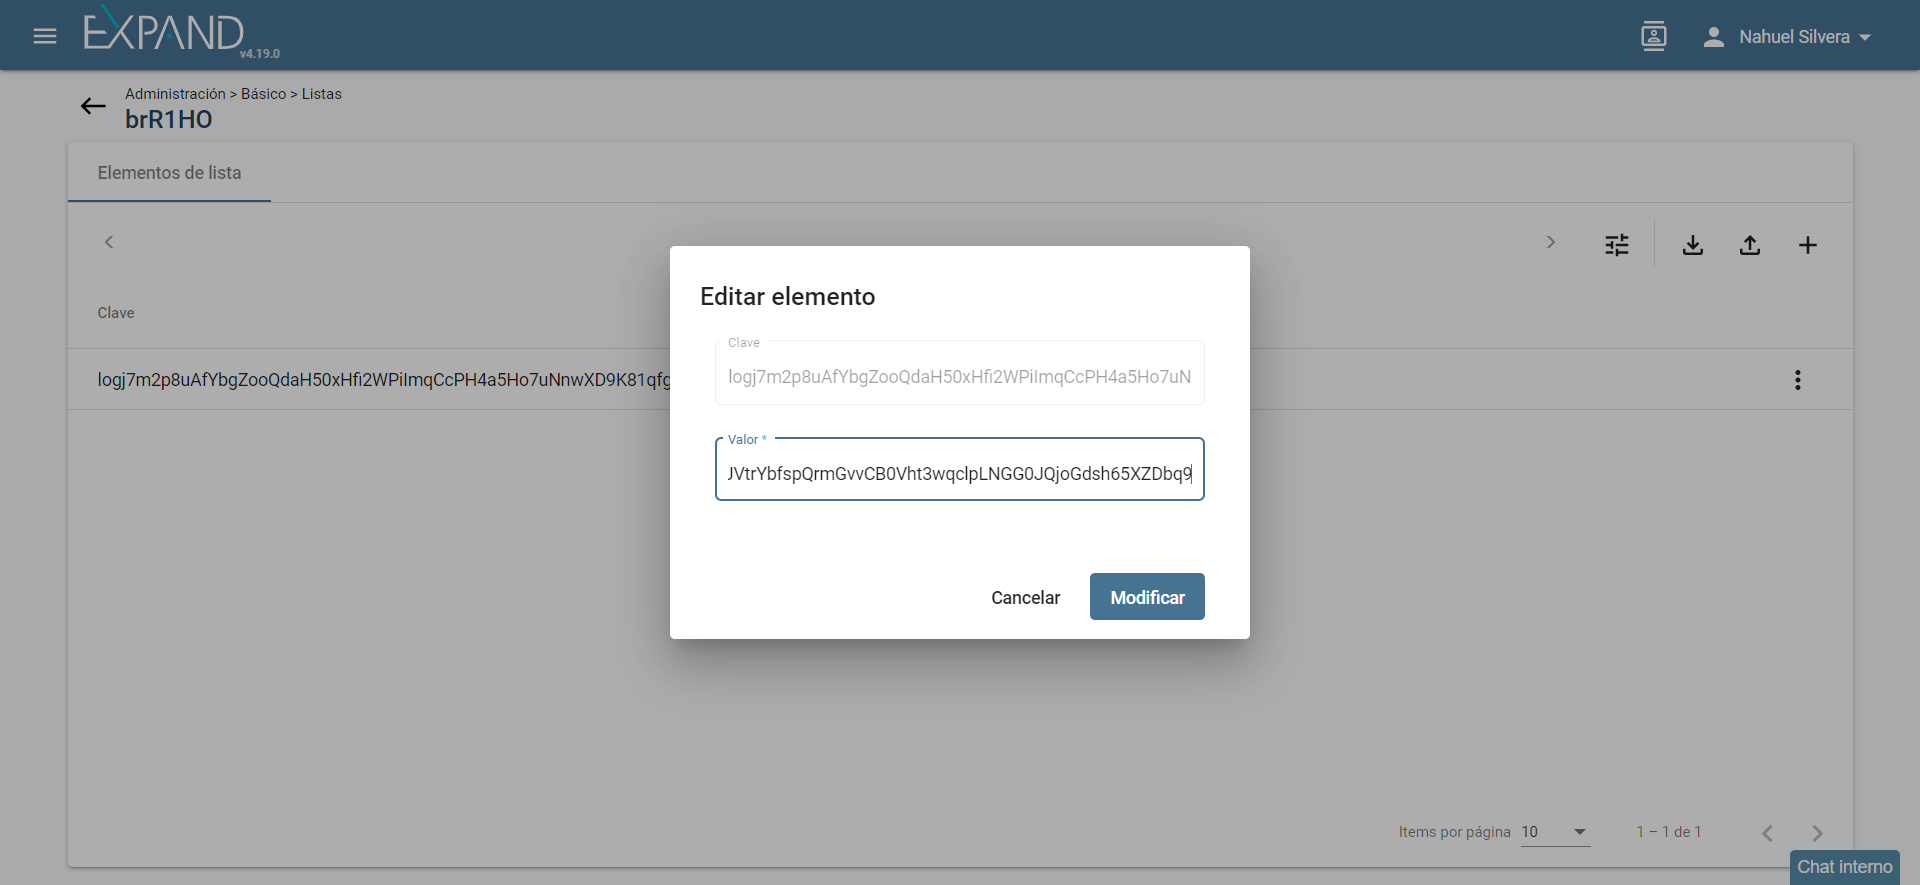 EXPAND
v4.19.0
Nahuel Silvera
Administración > Básico > Listas
brR1HO
Elementos de lista
Clave
logj7m2p8uAfYbgZooQdaH50xHfi2WPiImqCcPH4a5Ho7uNnwXD9K81qfg
Editar elemento
Clave
logj7m2p8uAfYbgZooQdaH50xHfi2WPiImqCcPH4a5Ho7uN
Valor *
JVtrYbfspQrmGvvCB0Vht3wqclpLNGG0JQjoGdsh65XZDbq9
Cancelar
Modificar
Items por página 10
1 – 1 de 1
Chat interno